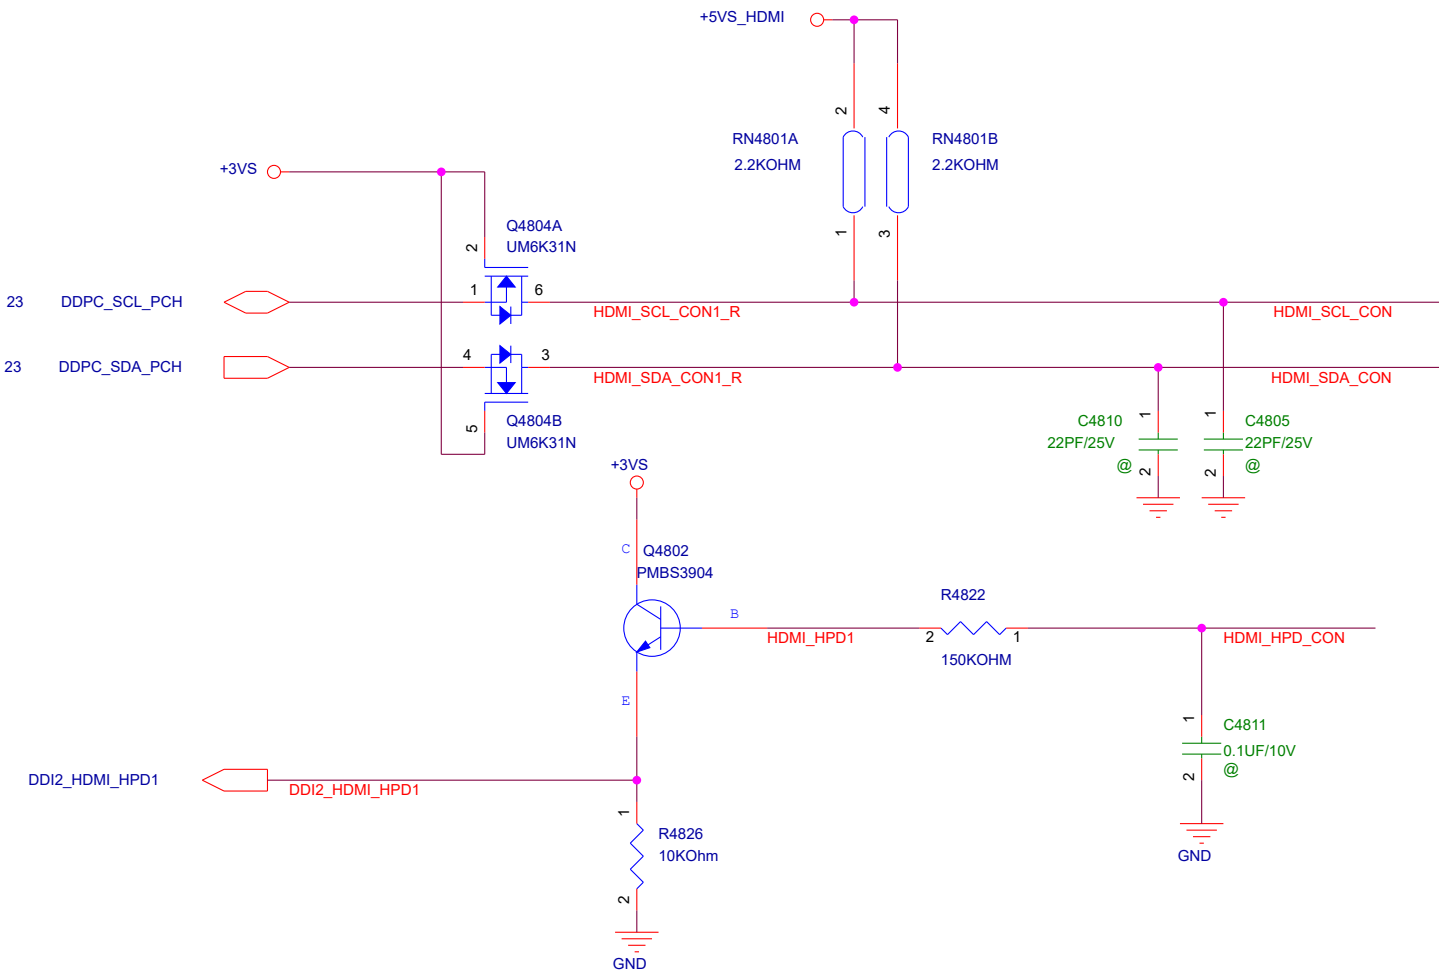 +5VS_HDMI
2
4
RN4801A
2.2KOHM
RN4801B
2.2KOHM
1
3
+3VS
Q4804A
UM6K31N
2
23
DDPC_SCL_PCH
1
6
HDMI_SCL_CON1_R
HDMI_SCL_CON
23
DDPC_SDA_PCH
4
3
HDMI_SDA_CON1_R
HDMI_SDA_CON
5
Q4804B
UM6K31N
1
C4810
22PF/25V
@
2
1
C4805
22PF/25V
@
2
+3VS
C
Q4802
PMBS3904
B
HDMI_HPD1
R4822
2
1
150KOHM
HDMI_HPD_CON
E
1
C4811
0.1UF/10V
@
2
GND
DDI2_HDMI_HPD1
DDI2_HDMI_HPD1
1
R4826
10KOhm
2
GND